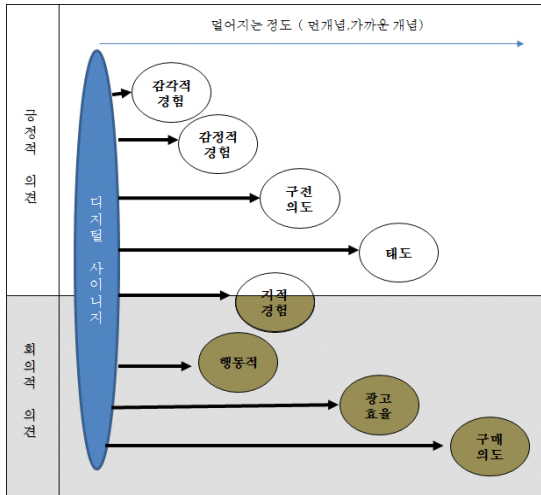 멀어지는 정도 ( 먼개념,가까운 개념)
긍정적 의견
디지털 사이니지
감각적
경험
감정적
경험
구전
의도
태도
지적
경험
회의적 의견
행동적
광고
효율
구매
의도